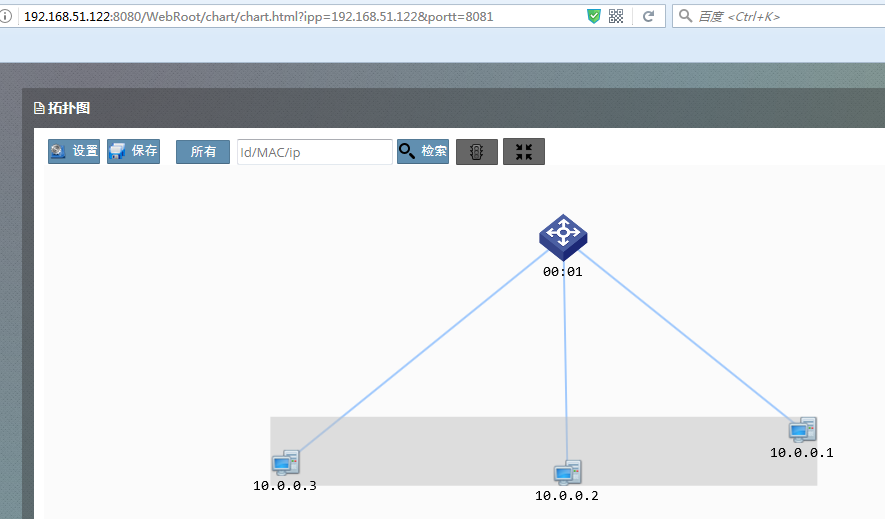 192.168.51.122:8080/WebRoot/chart/chart.html?ipp=192.168.51.122&portt=8081
百度 <Ctrl+K>
拓扑图
设置 保存 所有 Id/MAC/ip 检索
00:01
10.0.0.1
10.0.0.3
10.0.0.2